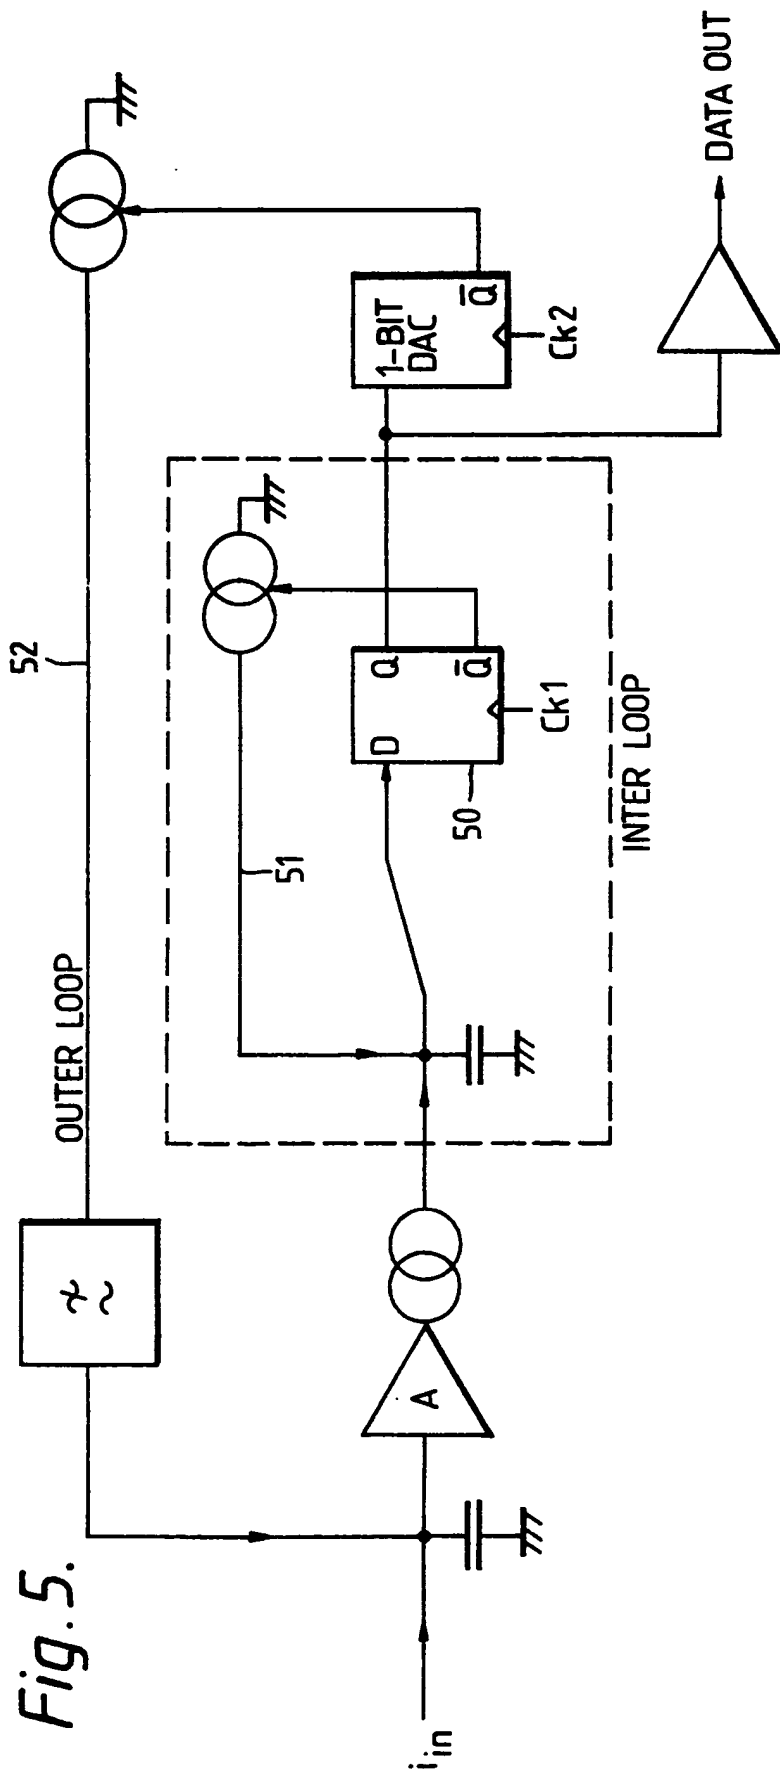 Fig. 5.
OUTER LOOP
52
51
i_in
A
D
Q
Q̅
50
Ck1
INTER LOOP
1-BIT
DAC
Q̅
Ck2
DATA OUT